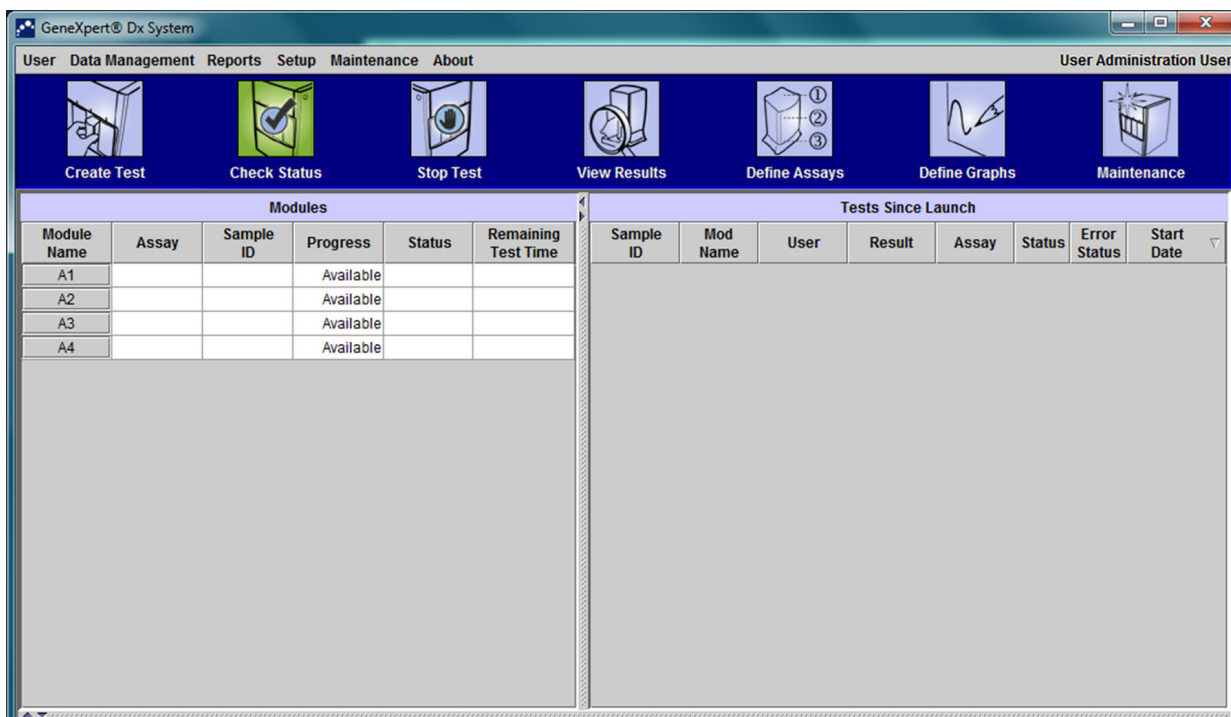 GeneXpert® Dx System
User Data Management Reports Setup Maintenance About User Administration User
① 
② 
③
Create Test Check Status Stop Test View Results Define Assays Define Graphs Maintenance
Modules
Module Name Assay Sample ID Progress Status Remaining Test Time
A1 Available
A2 Available
A3 Available
A4 Available
Tests Since Launch
Sample ID Mod Name User Result Assay Status Error Status Start Date